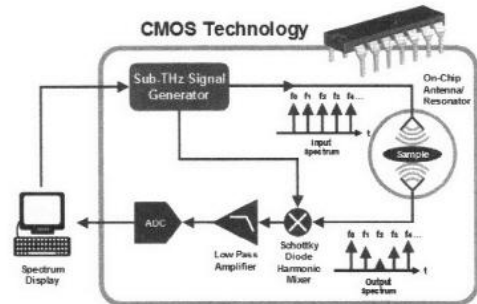 CMOS Technology
Sub-THz Signal
Generator
On-Chip
Antenna/
Resonator
f₀ f₁ f₂ f₃ f₄...
t
Input
Spectrum
Sample
ADC
Low Pass
Amplifier
Schottky
Diode
Harmonic
Mixer
f₀ f₁ f₂ f₃ f₄...
t
Output
Spectrum
Spectrum
Display